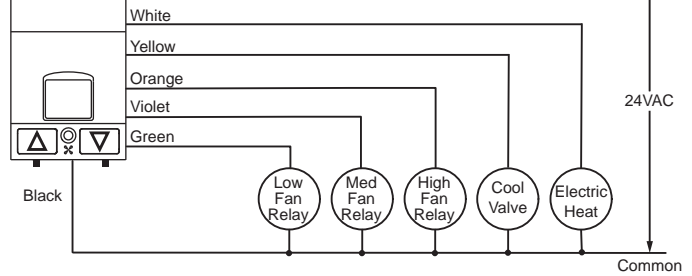 White
Yellow
Orange
Violet
Green
24VAC
Black
Low
Fan
Relay
Med
Fan
Relay
High
Fan
Relay
Cool
Valve
Electric
Heat
Common